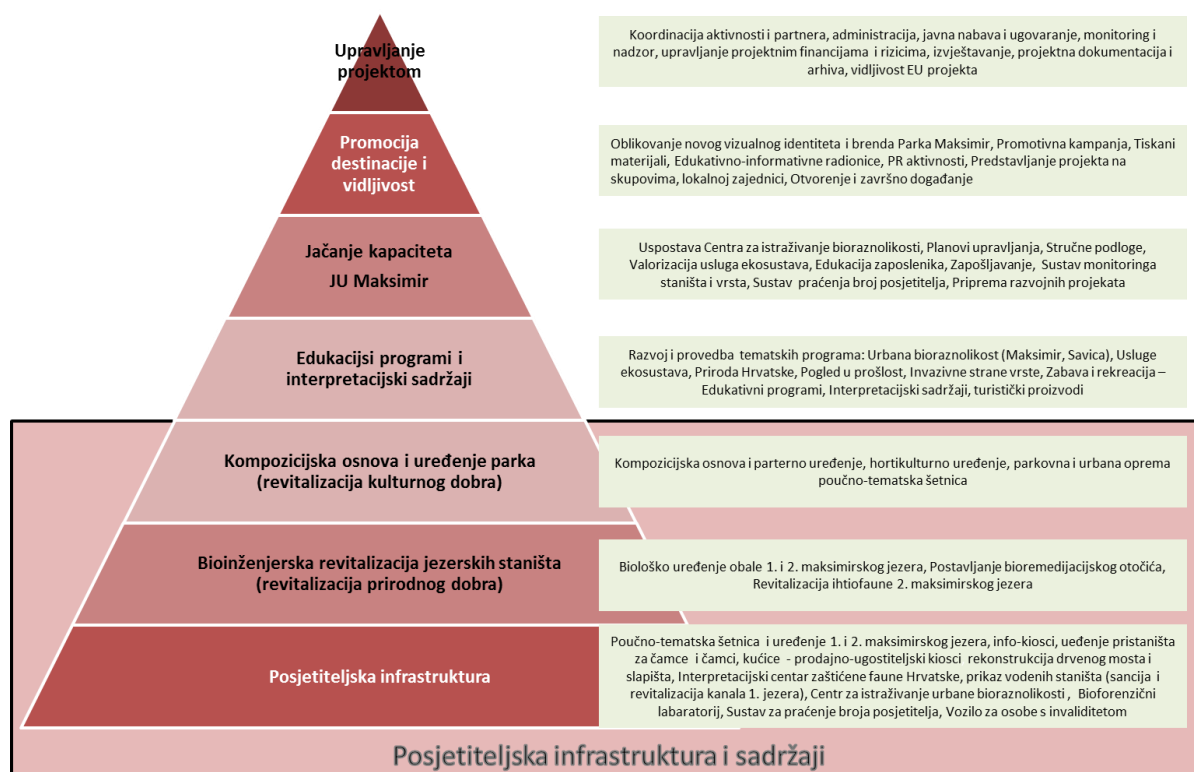 Upravljanje
projektom
Koordinacija aktivnosti i partnera, administracija, javna nabava i ugovaranje, monitoring i
nadzor, upravljanje projektnim financijama i rizicima, izvještavanje, projektna dokumentacija i
arhiva, vidljivost EU projekta
Promocija
destinacije i
vidljivost
Oblikovanje novog vizualnog identiteta i brenda Parka Maksimir, Promotivna kampanja, Tiskani
materijali, Edukativno-informative radionice, PR aktivnosti, Predstavljanje projekta na
skupovima, lokalnoj zajednici, Otvorenje i završno događanje
Jačanje kapaciteta
JU Maksimir
Uspostava Centra za istraživanje bioraznolikosti, Planovi upravljanja, Stručne podloge,
Valorizacija usluga ekosustava, Edukacija zaposlenika, Zapošljavanje, Sustav monitoringa
staništa i vrsta, Sustav praćenja broj posjetitelja, Priprema razvojnih projekata
Edukacijsi programi i
interpretacijski sadržaji
Razvoj i provedba tematskih programa: Urbana bioraznolikost (Maksimir, Savica), Usluge
ekosustava, Priroda Hrvatske, Pogled u prošlost, Invazivne strane vrste, Zabava i rekreacija –
Edukativni programi, Interpretacijski sadržaji, turistički proizvodi
Kompozicijska osnova i uređenje parka
(revitalizacija kulturnog dobra)
Kompozicijska osnova i parterno uređenje, hortikulturno uređenje, parkovna i urbana oprema
poučno-tematska šetnica
Bioinženjerska revitalizacija jezerskih staništa
(revitalizacija prirodnog dobra)
Biološko uređenje obale 1. i 2. maksimirskog jezera, Postavljanje bioremedijacijskog otočića,
Revitalizacija ihtiofaune 2. maksimirskog jezera
Posjetiteljska infrastruktura
Poučno-tematska šetnica i uređenje 1. i 2. maksimirskog jezera, info-kiosci, ueđenje pristaništa
za čamce i čamci, kućice - prodajno-ugostiteljski kiosci rekonstrukcija drvenog mosta i
slapišta, Interpretacijski centar zaštićene faune Hrvatske, prikaz vodenih staništa (sancija i
revitalizacija kanala 1. jezera), Centr za istraživanje urbane bioraznolikosti , Bioforenzični
labaratorij, Sustav za praćenje broja posjetitelja, Vozilo za osobe s invaliditetom
Posjetiteljska infrastruktura i sadržaji